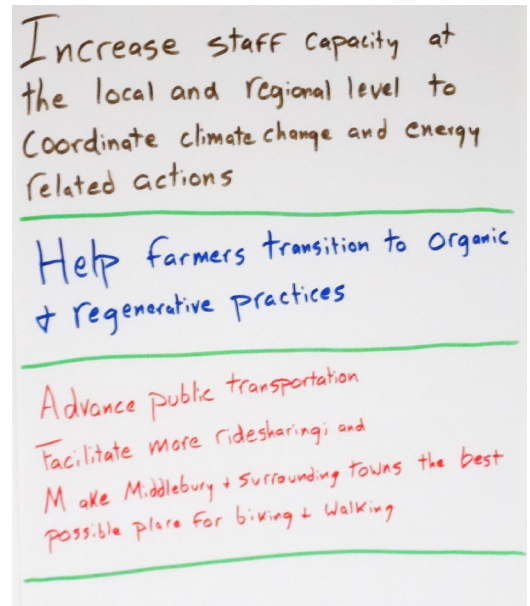 Increase staff capacity at
the local and regional level to
Coordinate climate change and energy
related actions
Help farmers transition to organic
+ regenerative practices
Advance public transportation
Facilitate more ridesharing; and
Make Middlebury + surrounding towns the best
possible place for biking + walking